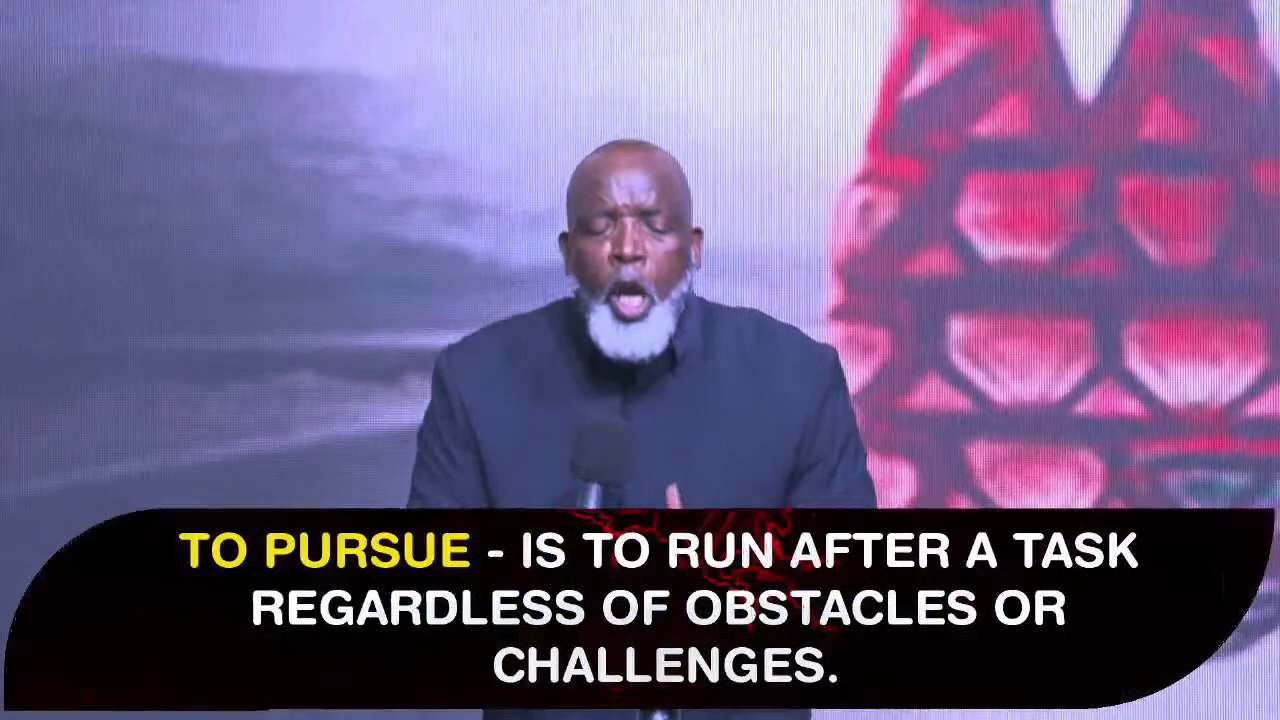 TO PURSUE - IS TO RUN AFTER A TASK
REGARDLESS OF OBSTACLES OR
CHALLENGES.